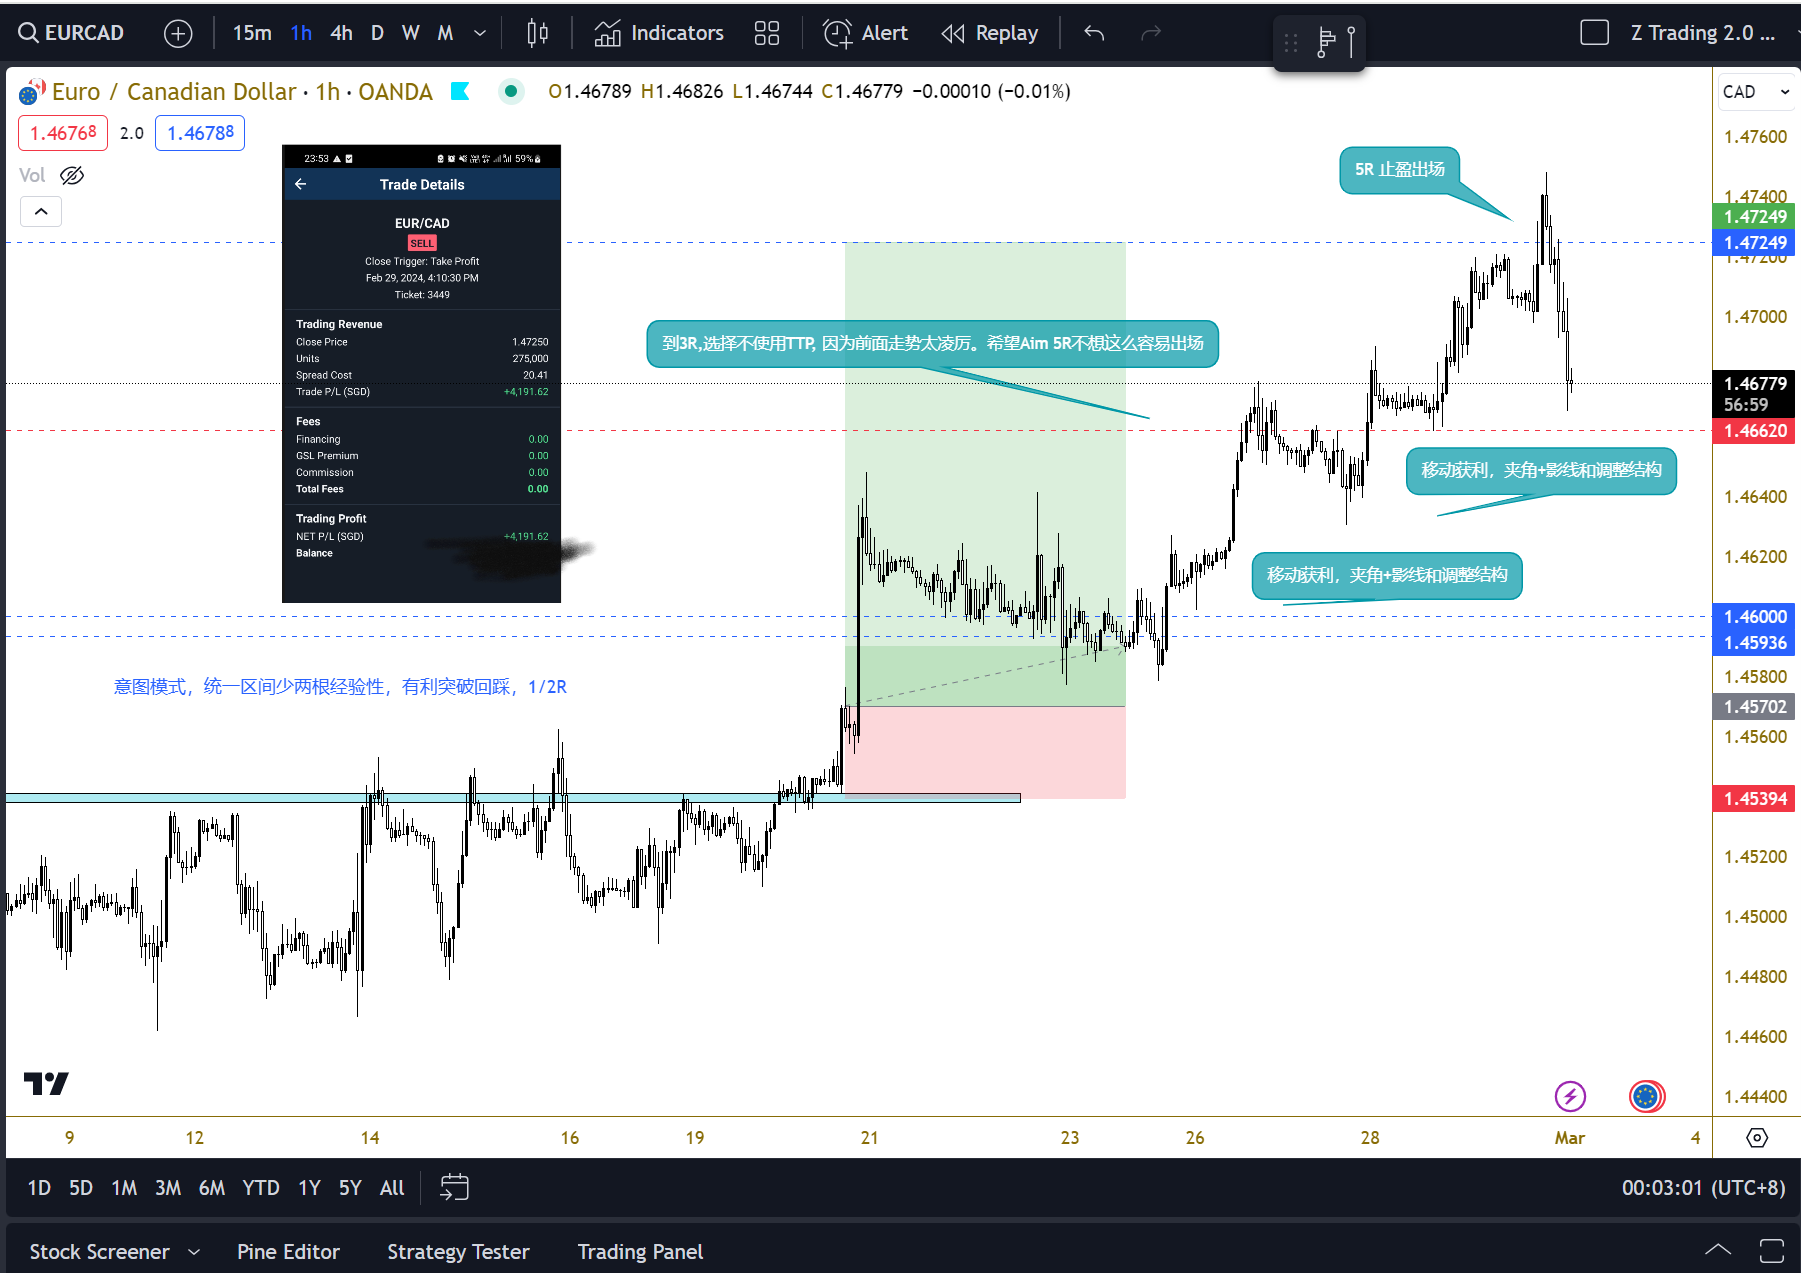 EURCAD
15m 1h 4h D W M
Indicators
Alert
Replay
Z Trading 2.0 ...
Euro / Canadian Dollar · 1h · OANDA
O1.46789 H1.46826 L1.46744 C1.46779 −0.00010 (−0.01%)
1.46768 2.0 1.46788
Vol
CAD
23:53 59%
Trade Details
EUR/CAD
SELL
Close Trigger: Take Profit
Feb 29, 2024, 4:10:30 PM
Ticket: 3449
Trading Revenue
Close Price 1.47250
Units 275,000
Spread Cost 20.41
Trade P/L (SGD) +4,191.62
Fees
Financing 0.00
GSL Premium 0.00
Commission 0.00
Total Fees 0.00
Trading Profit
NET P/L (SGD) +4,191.62
Balance
5R 止盈出场
到3R,选择不使用TTP, 因为前面走势太凌厉。希望Aim 5R不想这么容易出场
移动获利，夹角+影线和调整结构
移动获利，夹角+影线和调整结构
意图模式，统一区间少两根经验性，有利突破回踩，1/2R
1.47600
1.47400
1.47249
1.47249
1.47200
1.47000
1.46779
56:59
1.46620
1.46400
1.46200
1.46000
1.45936
1.45800
1.45702
1.45600
1.45394
1.45200
1.45000
1.44800
1.44600
1.44400
9 12 14 16 19 21 23 26 28 Mar 4
1D 5D 1M 3M 6M YTD 1Y 5Y All
00:03:01 (UTC+8)
Stock Screener
Pine Editor
Strategy Tester
Trading Panel